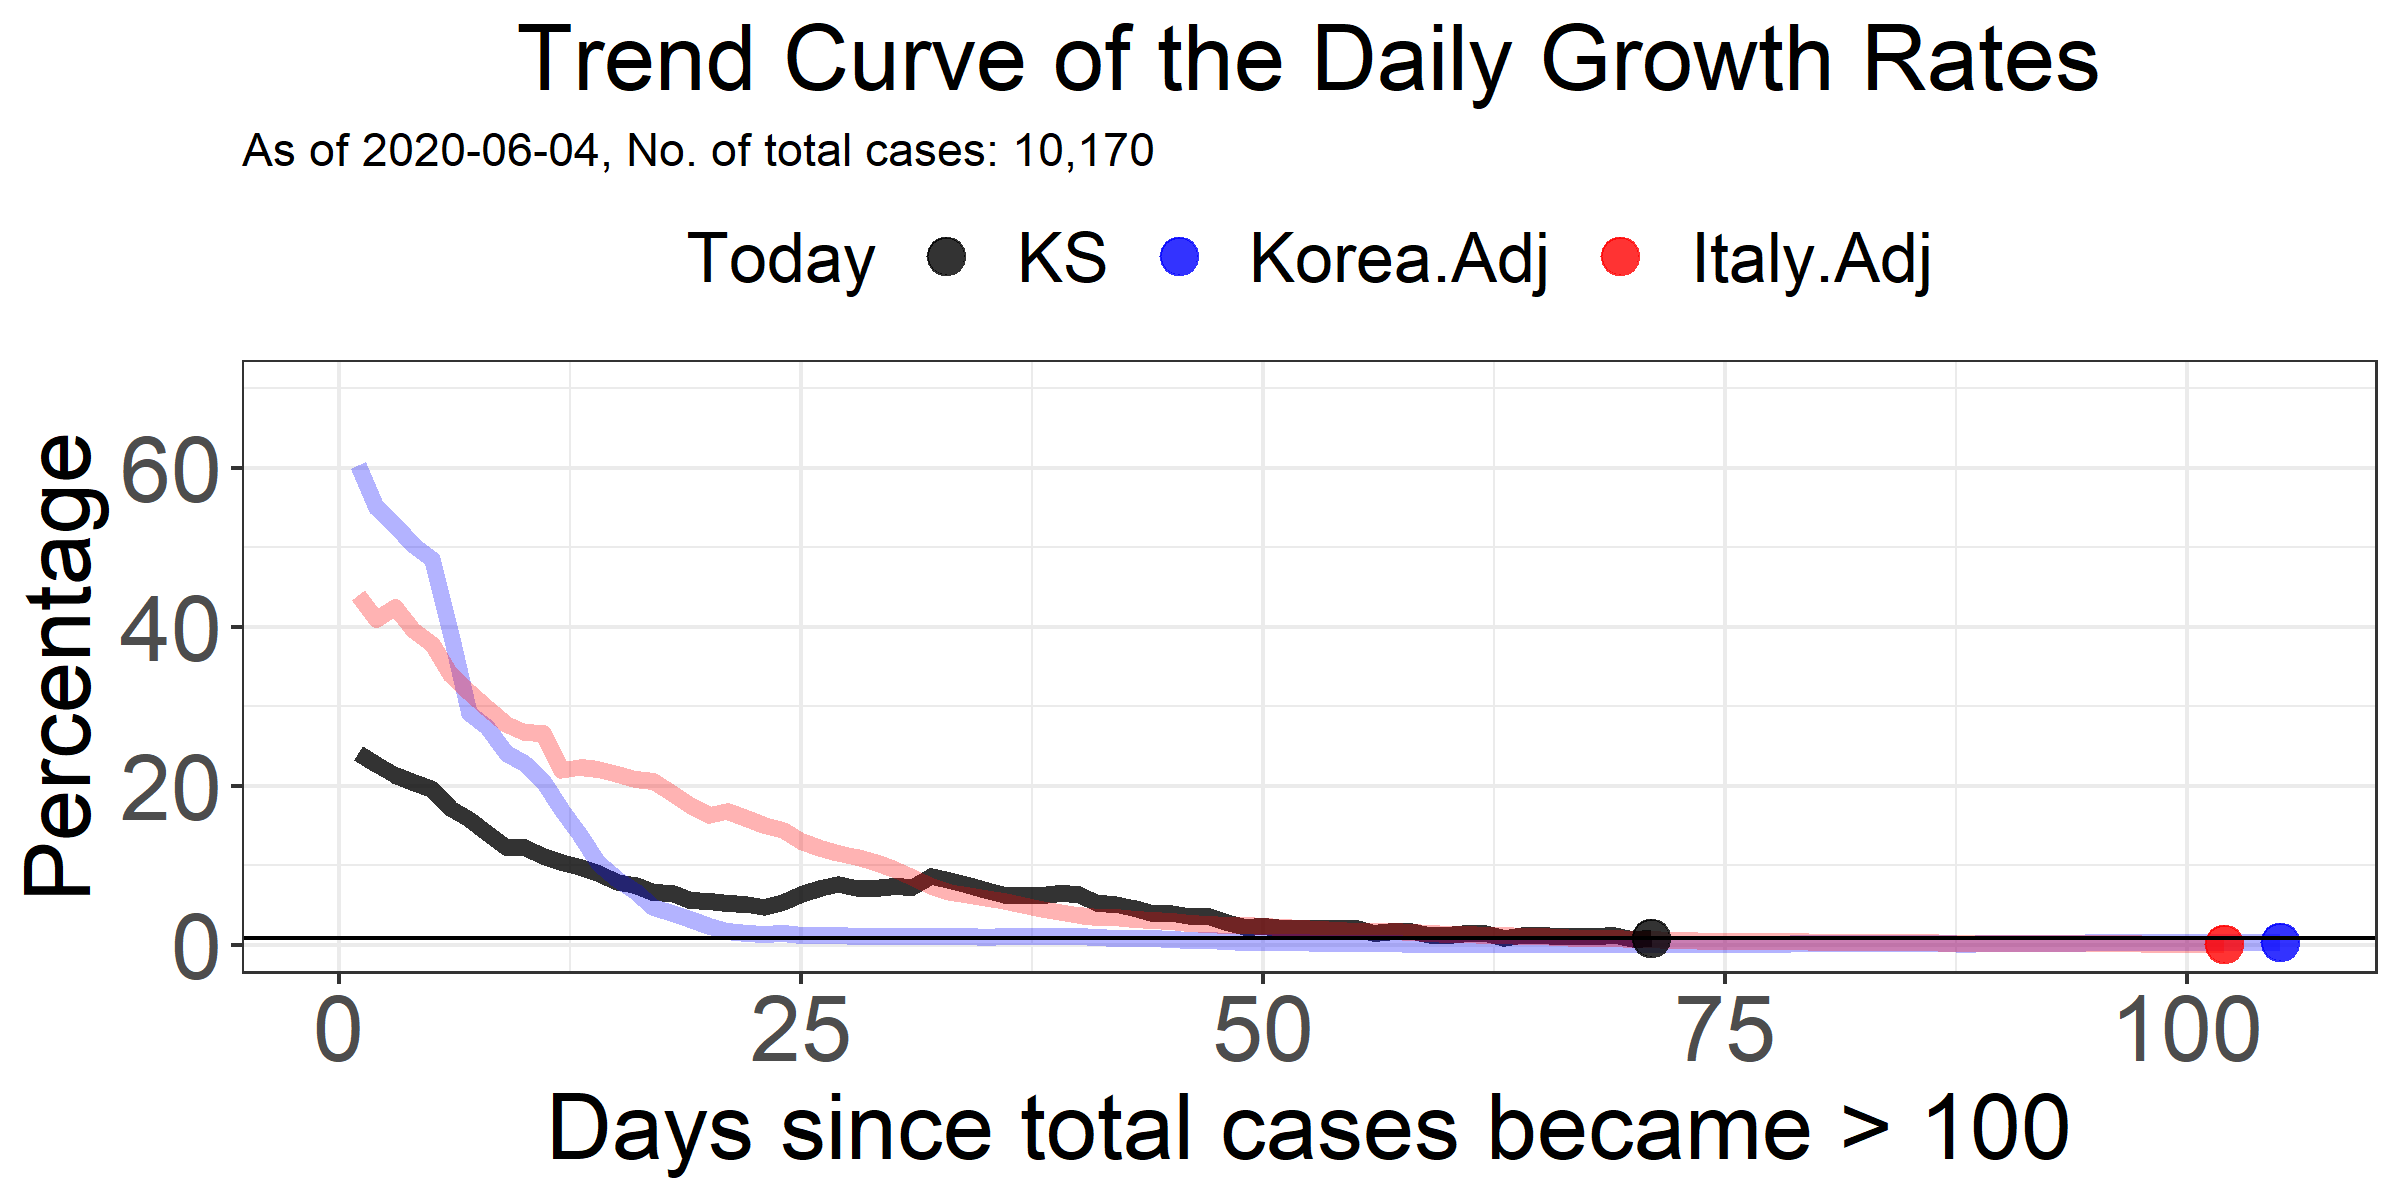 Trend Curve of the Daily Growth Rates
As of 2020-06-04, No. of total cases: 10,170
Today KS Korea.Adj Italy.Adj
Percentage
60
40
20
0
0 25 50 75 100
Days since total cases became > 100